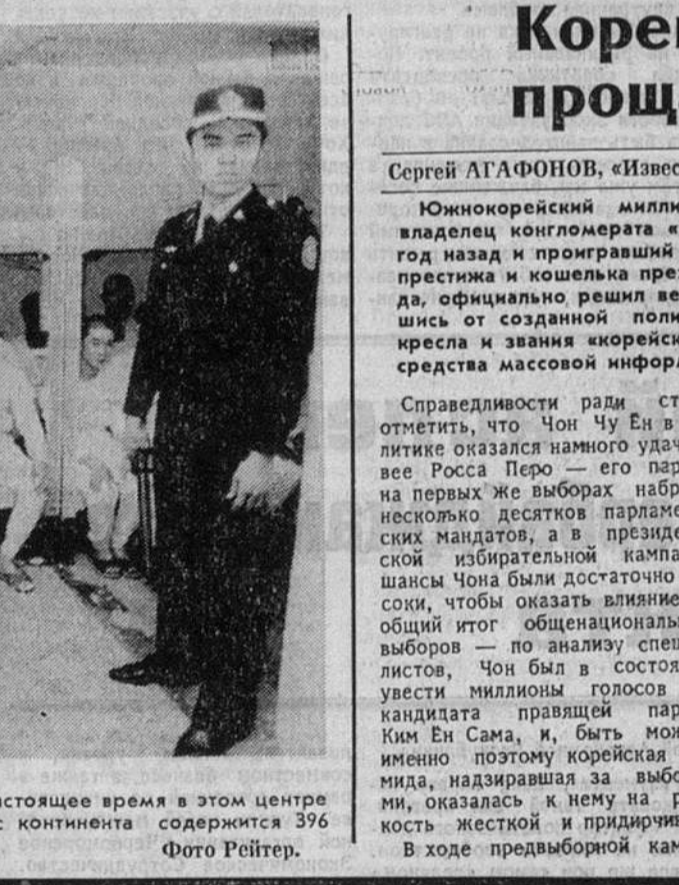 стоящее время в этом центре
с континента содержится 396
Фото Рейтер.
Коре
прощ
Сергей АГАФОНОВ, «Извес
Южнокорейский милли
владелец конгломерата «
год назад и проигравший
престижа и кошелька пре
да, официально решил ве
шись от созданной поли
кресла и звания «корейск
средства массовой инфор
Справедливости ради ст
отметить, что Чон Чу Ён в
литике оказался намного удач
вее Росса Перо — его пар
на первых же выборах набр
несколько десятков парламе
ских мандатов, а в президе
ской избирательной кампа
шансы Чона были достаточно
соки, чтобы оказать влияние
общий итог общенациональ
выборов — по анализу спец
листов, Чон был в состоя
увести миллионы голосов
кандидата правящей пар
Ким Ён Сама, и, быть мож
именно поэтому корейская
мида, надзиравшая за выбо
ми, оказалась к нему на р
кость жесткой и придирчи
В ходе предвыборной кам